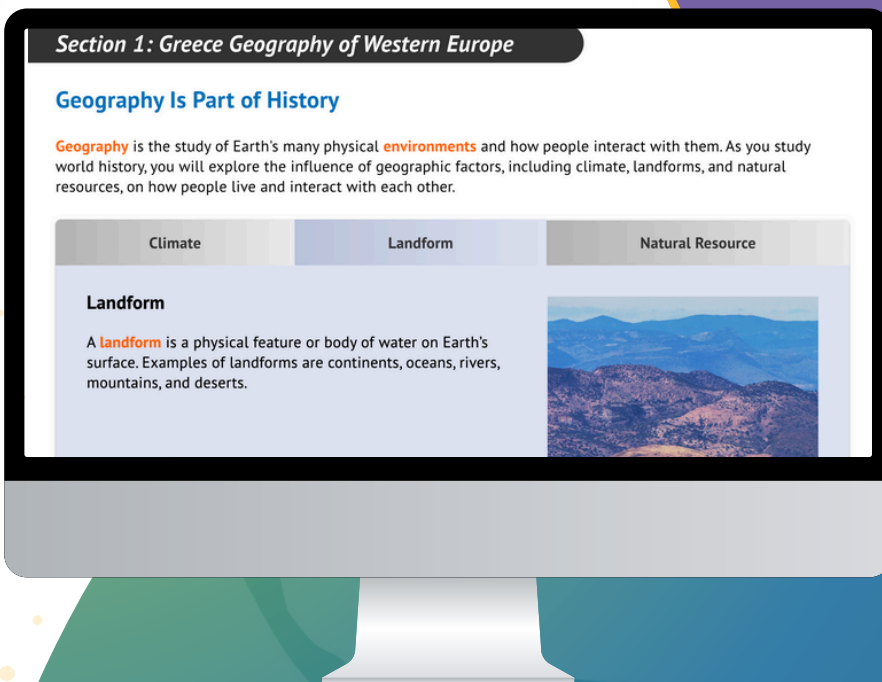 Section 1: Greece Geography of Western Europe
Geography Is Part of History
Geography is the study of Earth's many physical environments and how people interact with them. As you study
world history, you will explore the influence of geographic factors, including climate, landforms, and natural
resources, on how people live and interact with each other.
Climate
Landform
Natural Resource
Landform
A landform is a physical feature or body of water on Earth's
surface. Examples of landforms are continents, oceans, rivers,
mountains, and deserts.